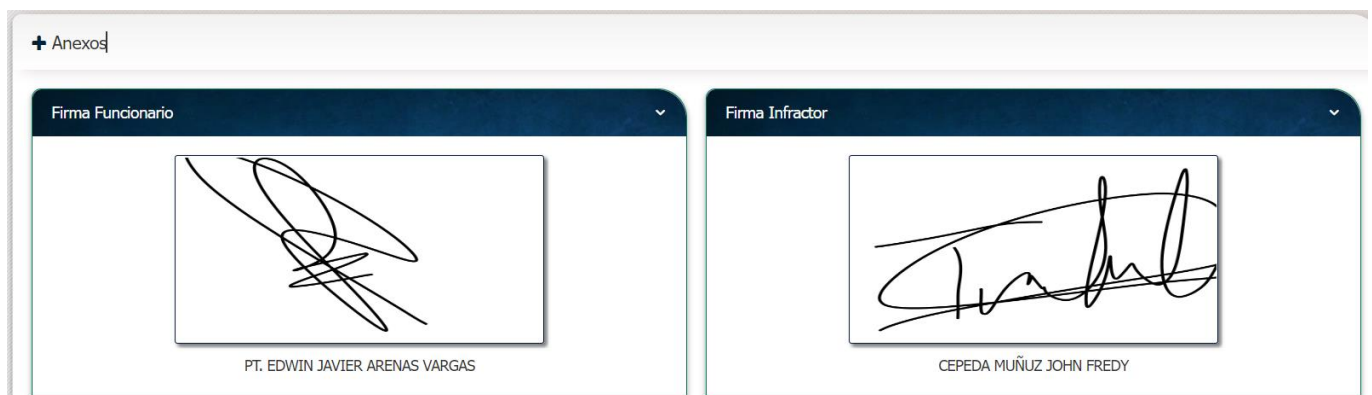 Anexos
Firma Funcionario
Firma Infractor
PT. EDWIN JAVIER ARENAS VARGAS
CEPEDA MUÑUZ JOHN FREDY